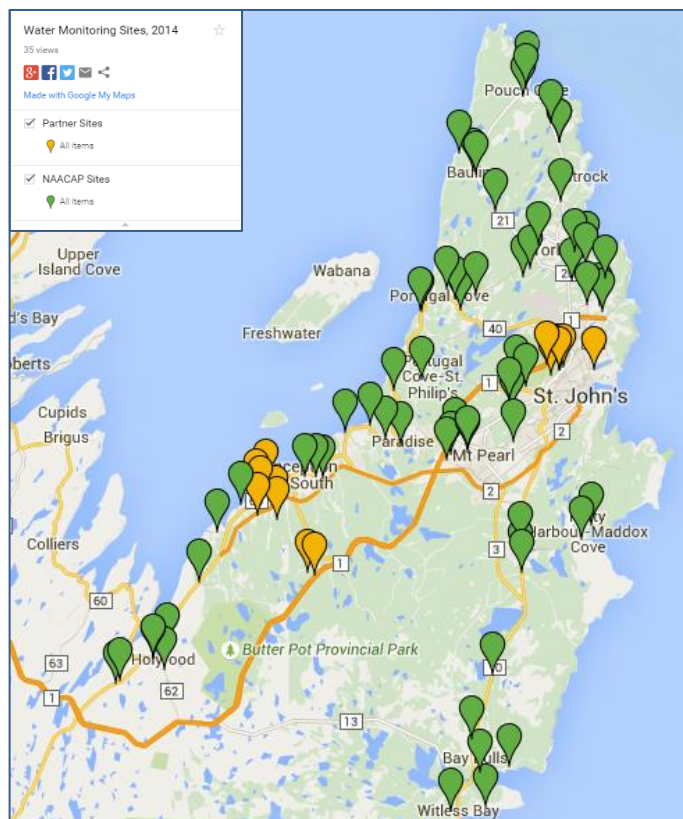 Water Monitoring Sites, 2014
35 views
Made with Google My Maps
Partner Sites
All items
NAACAP Sites
All items
Pouch Cove
21
Upper
Island Cove
Wabana
20
Portugal Cove
1
40
Freshwater
Portugal
Cove-St.
Philip's
1
St. John's
Cupids
Brigus
Paradise
Mt Pearl
2
South
2
Harbour-Maddox
Cove
Colliers
3
1
60
Butter Pot Provincial Park
Holyrood
63
62
1
13
Bay Bulls
Witless Bay